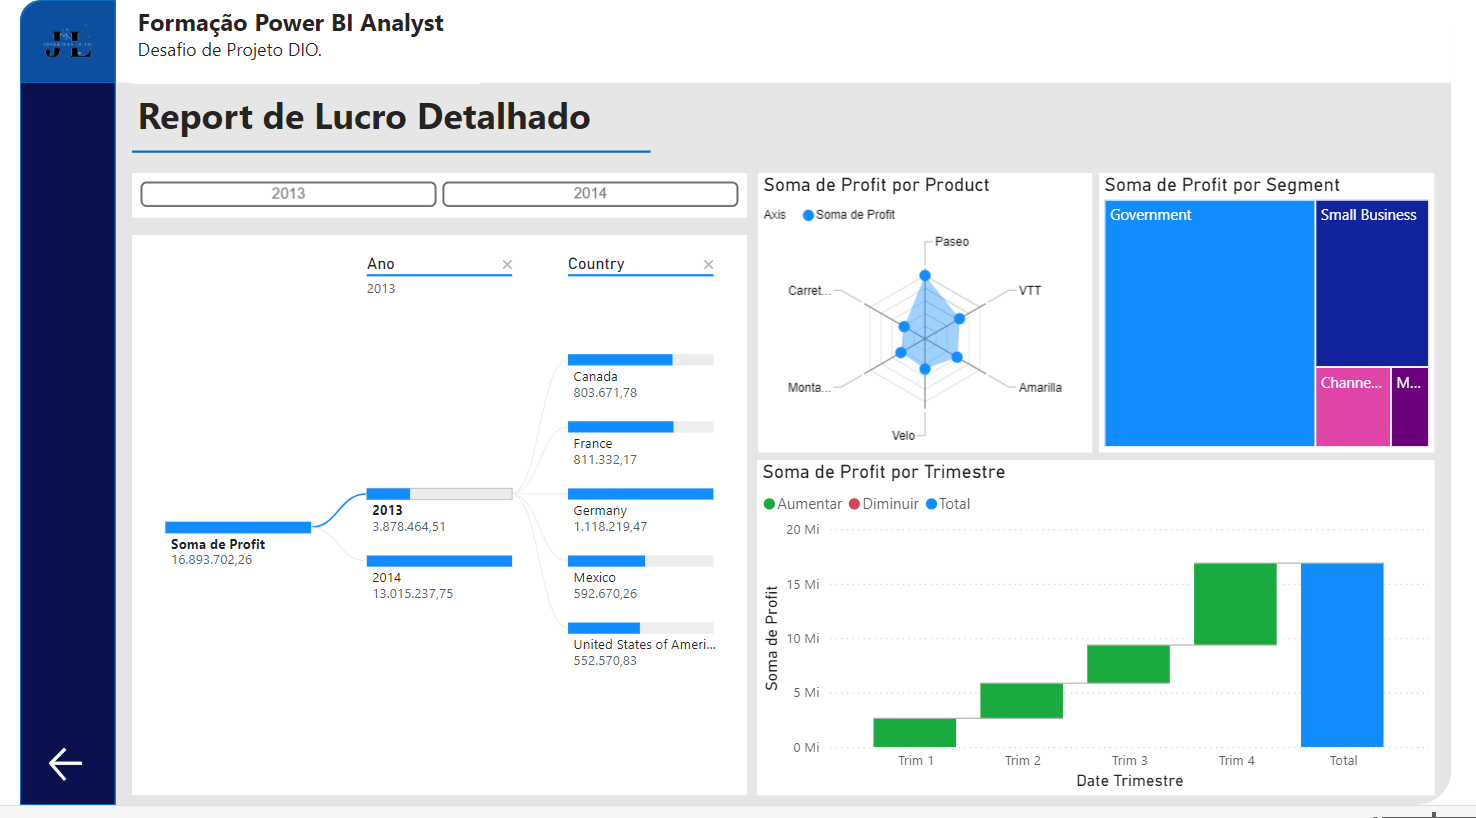 JL
Formação Power BI Analyst
Desafio de Projeto DIO.
Report de Lucro Detalhado
2013
2014
Ano
2013
Country
Soma de Profit
16.893.702,26
2013
3.878.464,51
2014
13.015.237,75
Canada
803.671,78
France
811.332,17
Germany
1.118.219,47
Mexico
592.670,26
United States of Ameri...
552.570,83
Soma de Profit por Product
Axis
Soma de Profit
Paseo
VTT
Amarilla
Velo
Monta...
Carret...
Soma de Profit por Segment
Government
Small Business
Channe...
M...
Soma de Profit por Trimestre
Aumentar
Diminuir
Total
Soma de Profit
20 Mi
15 Mi
10 Mi
5 Mi
0 Mi
Trim 1
Trim 2
Trim 3
Trim 4
Total
Date Trimestre